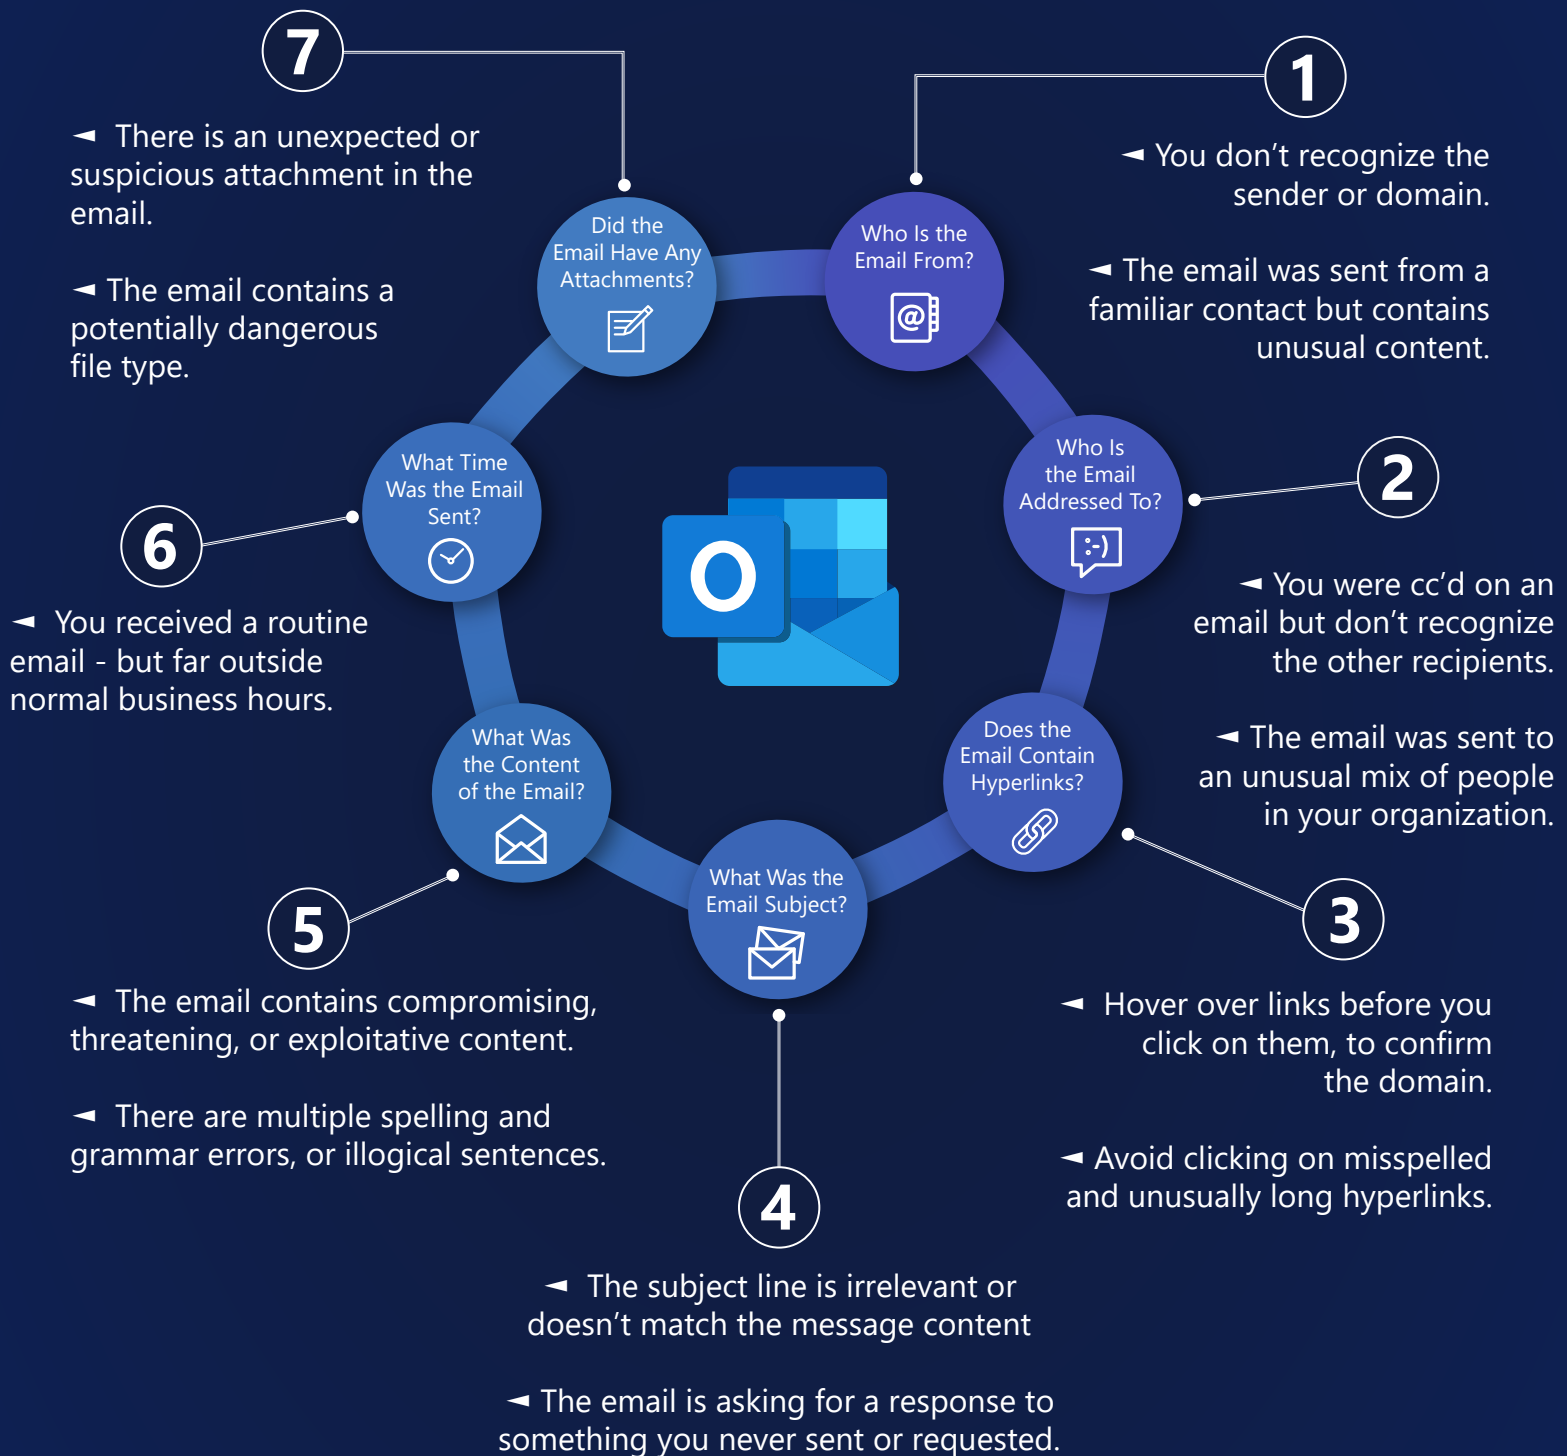 1
Who Is the
Email From?
@
◄ You don’t recognize the
sender or domain.
◄ The email was sent from a
familiar contact but contains
unusual content.
2
Who Is
the Email
Addressed To?
:-)
◄ You were cc’d on an
email but don’t recognize
the other recipients.
◄ The email was sent to
an unusual mix of people
in your organization.
3
Does the
Email Contain
Hyperlinks?
◄ Hover over links before you
click on them, to confirm
the domain.
◄ Avoid clicking on misspelled
and unusually long hyperlinks.
4
What Was the
Email Subject?
◄ The subject line is irrelevant or
doesn’t match the message content
◄ The email is asking for a response to
something you never sent or requested.
5
What Was
the Content
of the Email?
◄ The email contains compromising,
threatening, or exploitative content.
◄ There are multiple spelling and
grammar errors, or illogical sentences.
6
What Time
Was the Email
Sent?
◄ You received a routine
email - but far outside
normal business hours.
7
Did the
Email Have Any
Attachments?
◄ There is an unexpected or
suspicious attachment in the
email.
◄ The email contains a
potentially dangerous
file type.
O